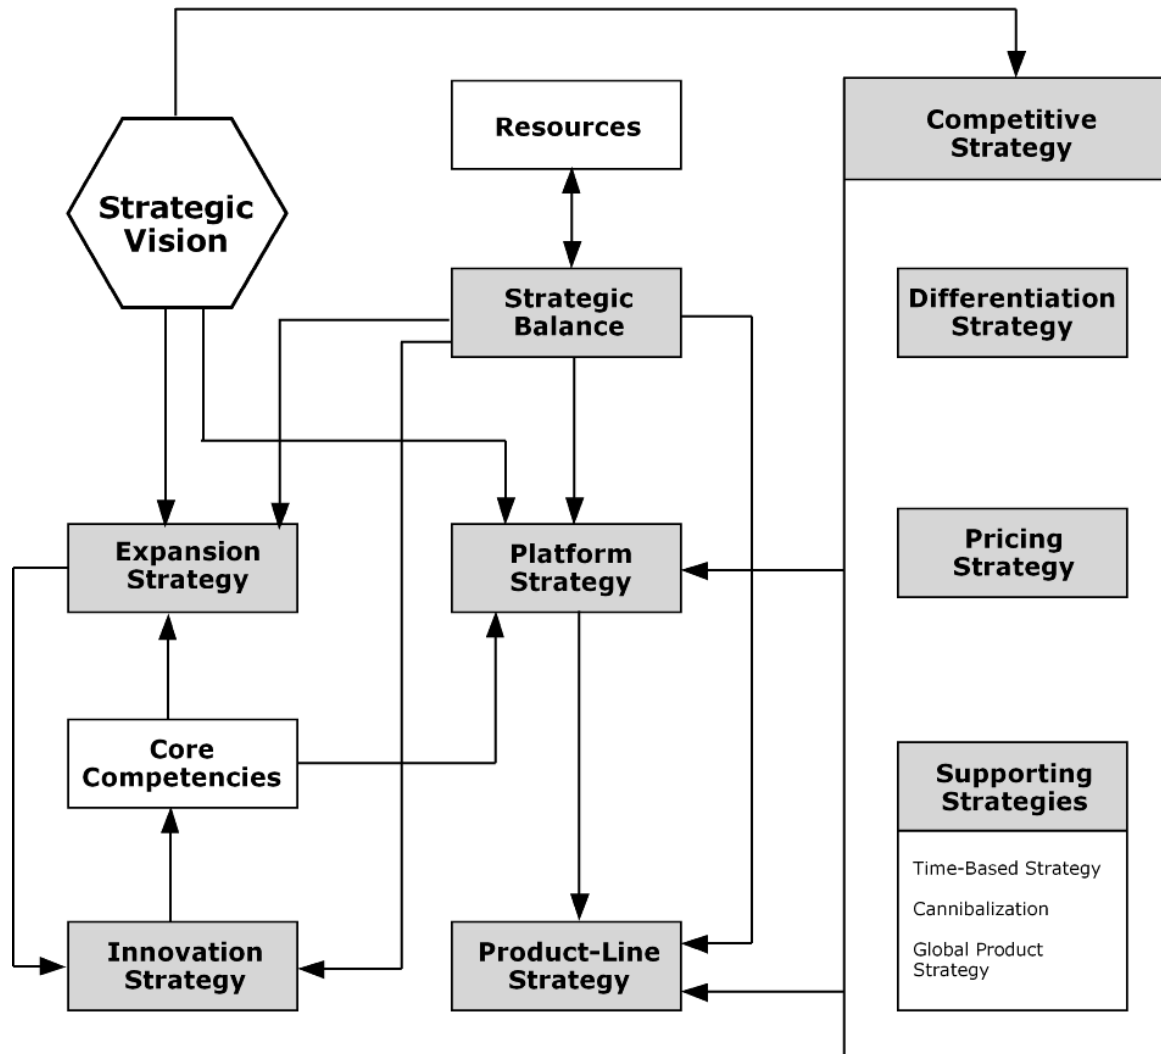 Resources
Competitive
Strategy
Strategic
Vision
Strategic
Balance
Differentiation
Strategy
Expansion
Strategy
Platform
Strategy
Pricing
Strategy
Core
Competencies
Supporting
Strategies
Time-Based Strategy
Cannibalization
Global Product
Strategy
Innovation
Strategy
Product-Line
Strategy